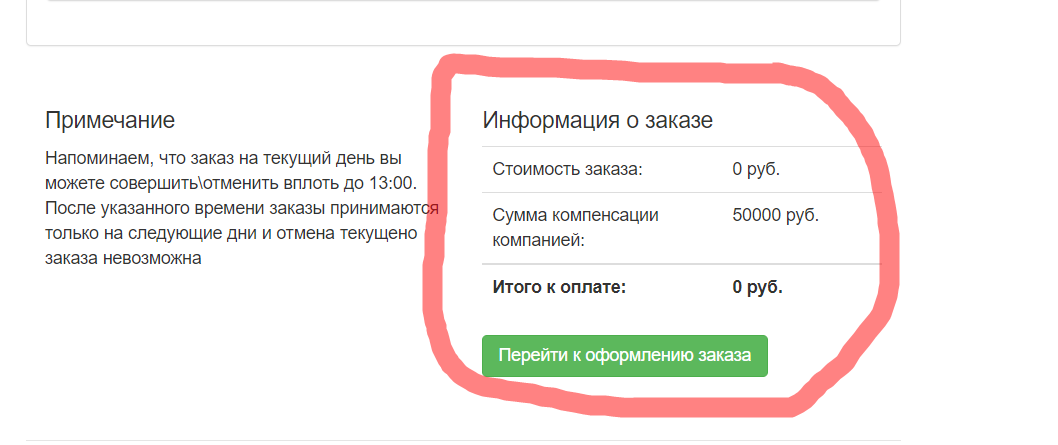 Примечание
Напоминаем, что заказ на текущий день вы
можете совершить\отменить вплоть до 13:00.
После указанного времени заказы принимаются
только на следующие дни и отмена текущено
заказа невозможна
Информация о заказе
Стоимость заказа: 0 руб.
Сумма компенсации 50000 руб.
компанией:
Итого к оплате: 0 руб.
Перейти к оформлению заказа